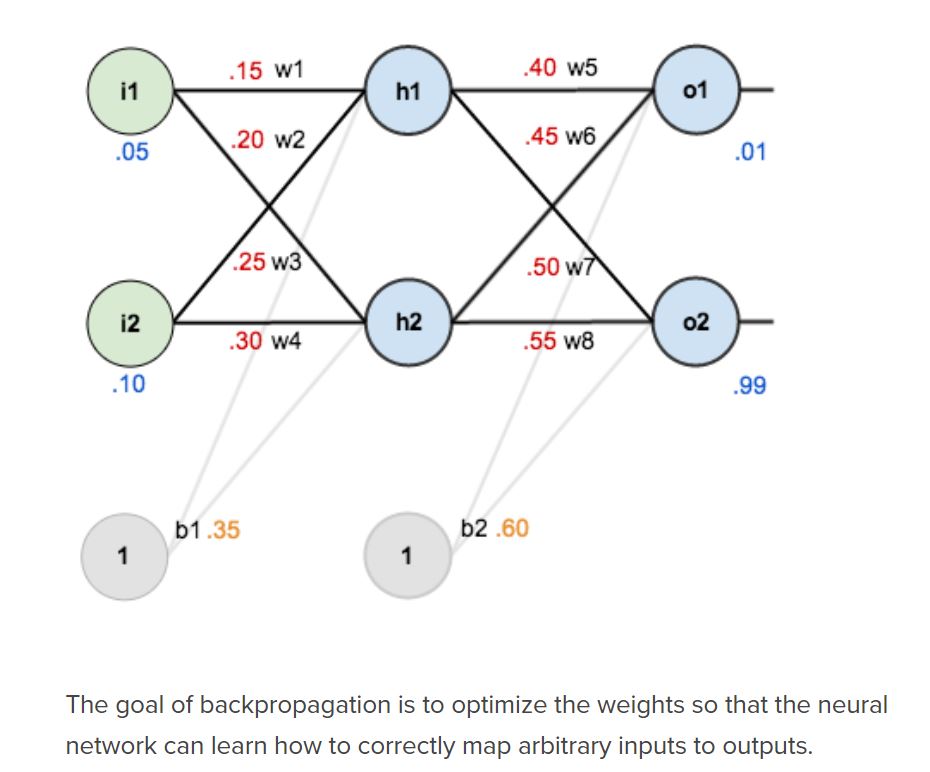 i1 .15 w1 h1 .40 w5 o1
.05 .20 w2 .45 w6 .01
.25 w3 .50 w7
i2 .30 w4 h2 .55 w8 o2
.10 .99
b1 .35 b2 .60
1 1
The goal of backpropagation is to optimize the weights so that the neural
network can learn how to correctly map arbitrary inputs to outputs.